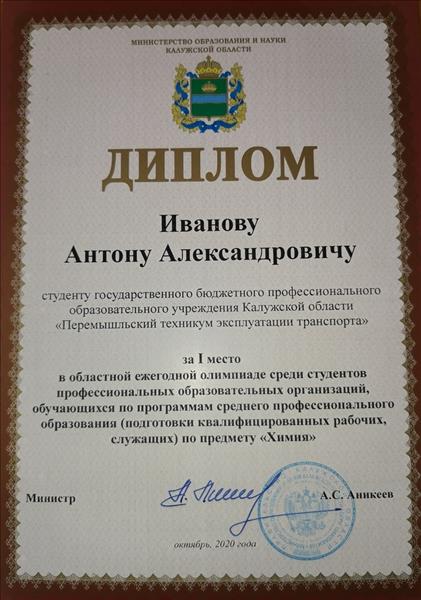 МИНИСТЕРСТВО ОБРАЗОВАНИЯ И НАУКИ
КАЛУЖСКОЙ ОБЛАСТИ
ДИПЛОМ
Иванову
Антону Александровичу
студенту государственного бюджетного профессионального
образовательного учреждения Калужской области
«Перемышльский техникум эксплуатации транспорта»
за I место
в областной ежегодной олимпиаде среди студентов
профессиональных образовательных организаций,
обучающихся по программам среднего профессионального
образования (подготовки квалифицированных рабочих,
служащих) по предмету «Химия»
Министр
А.С. Аникеев
октябрь, 2020 года